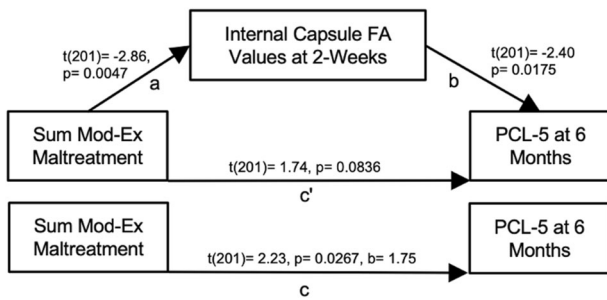 Internal Capsule FA
Values at 2-Weeks
t(201)= -2.86,
p= 0.0047
a
t(201)= -2.40
p= 0.0175
b
Sum Mod-Ex
Maltreatment
PCL-5 at 6
Months
t(201)= 1.74, p= 0.0836
c'
Sum Mod-Ex
Maltreatment
PCL-5 at 6
Months
t(201)= 2.23, p= 0.0267, b= 1.75
c